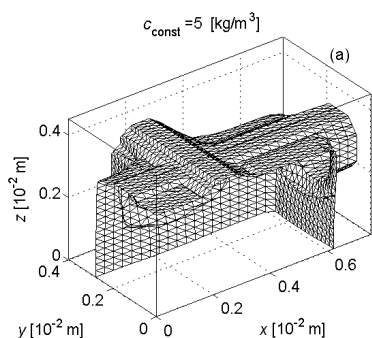 c_const =5 [kg/m³]
(a)
0.4
0.2
0
z [10⁻² m]
0.4
0.2
0
y [10⁻² m]
0
0.2
0.4
0.6
x [10⁻² m]